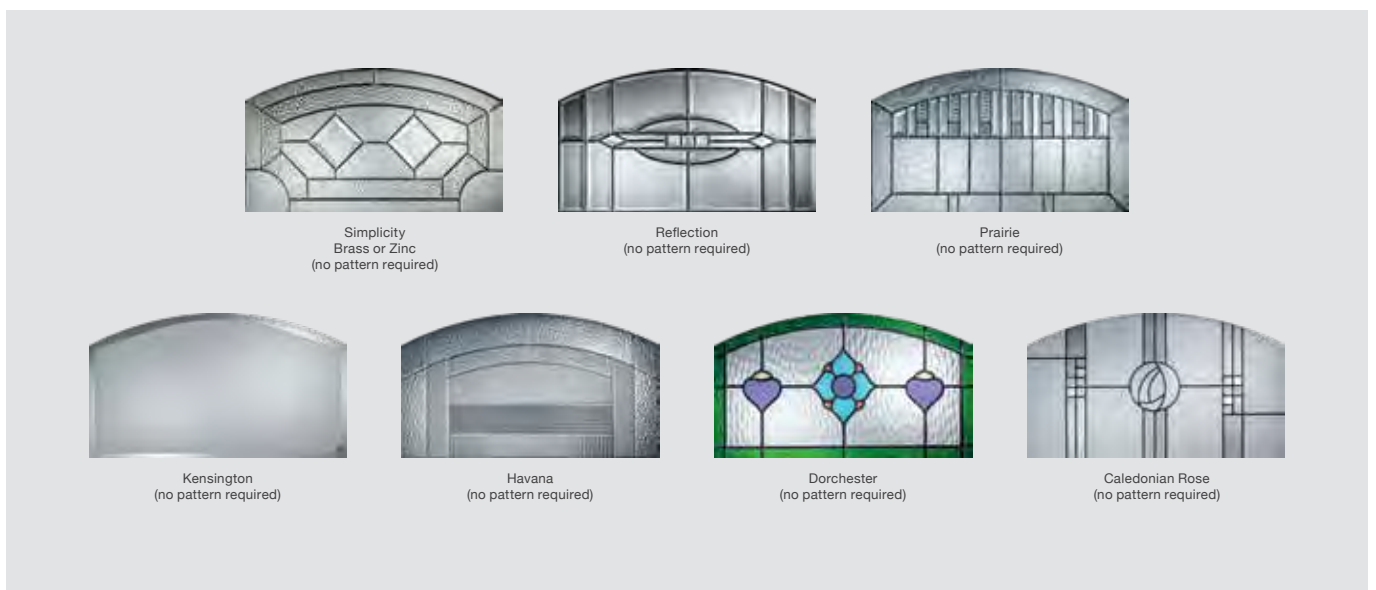 Simplicity
Brass or Zinc
(no pattern required)
Reflection
(no pattern required)
Prairie
(no pattern required)
Kensington
(no pattern required)
Havana
(no pattern required)
Dorchester
(no pattern required)
Caledonian Rose
(no pattern required)